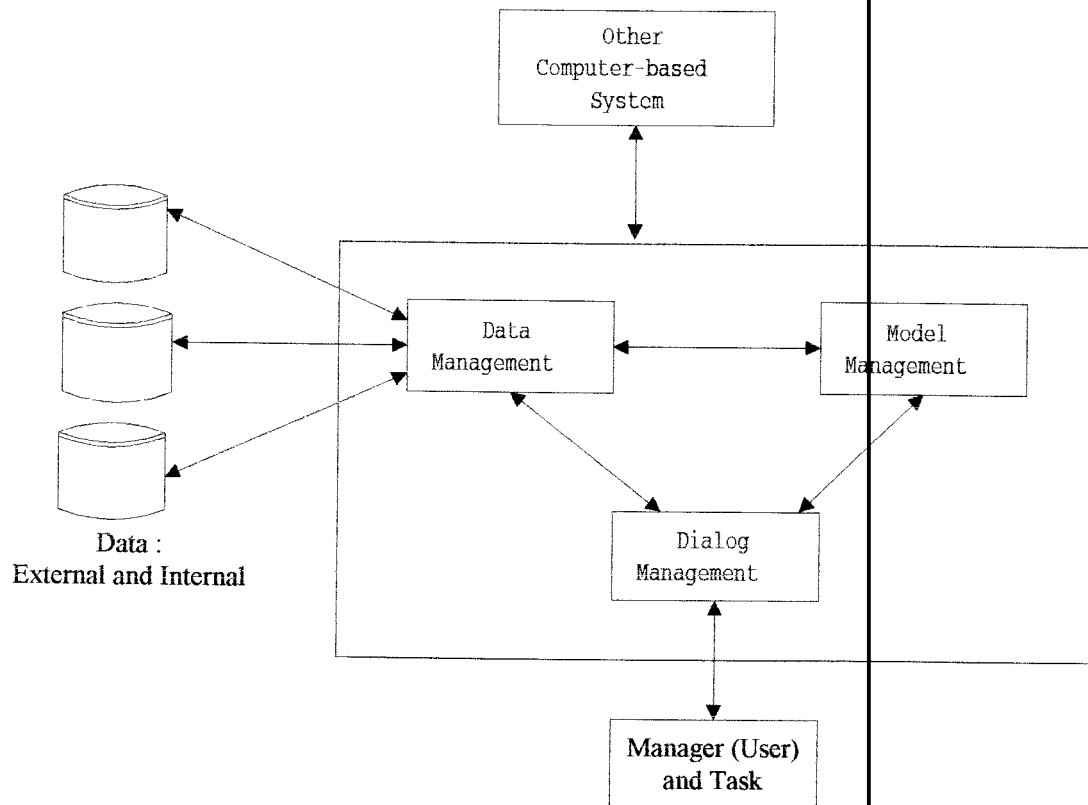 Other
Computer-based
System
Data
Management
Model
Management
Dialog
Management
Data :
External and Internal
Manager (User)
and Task